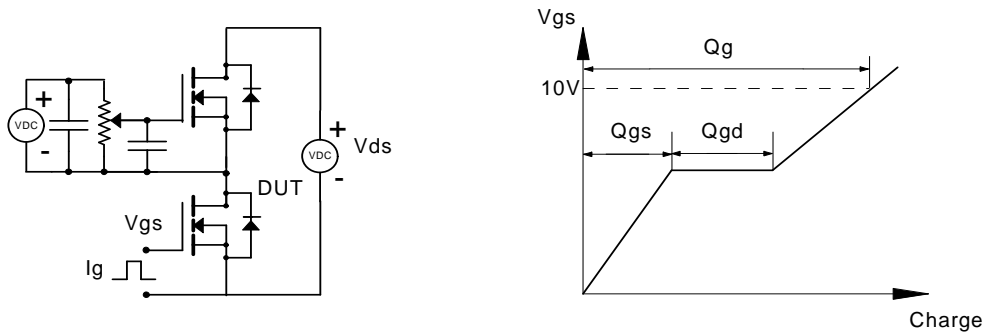 +
VDC
-
+
VDC
-
Vds
DUT
Vgs
Ig
Vgs
Qg
10V
Qgs
Qgd
Charge